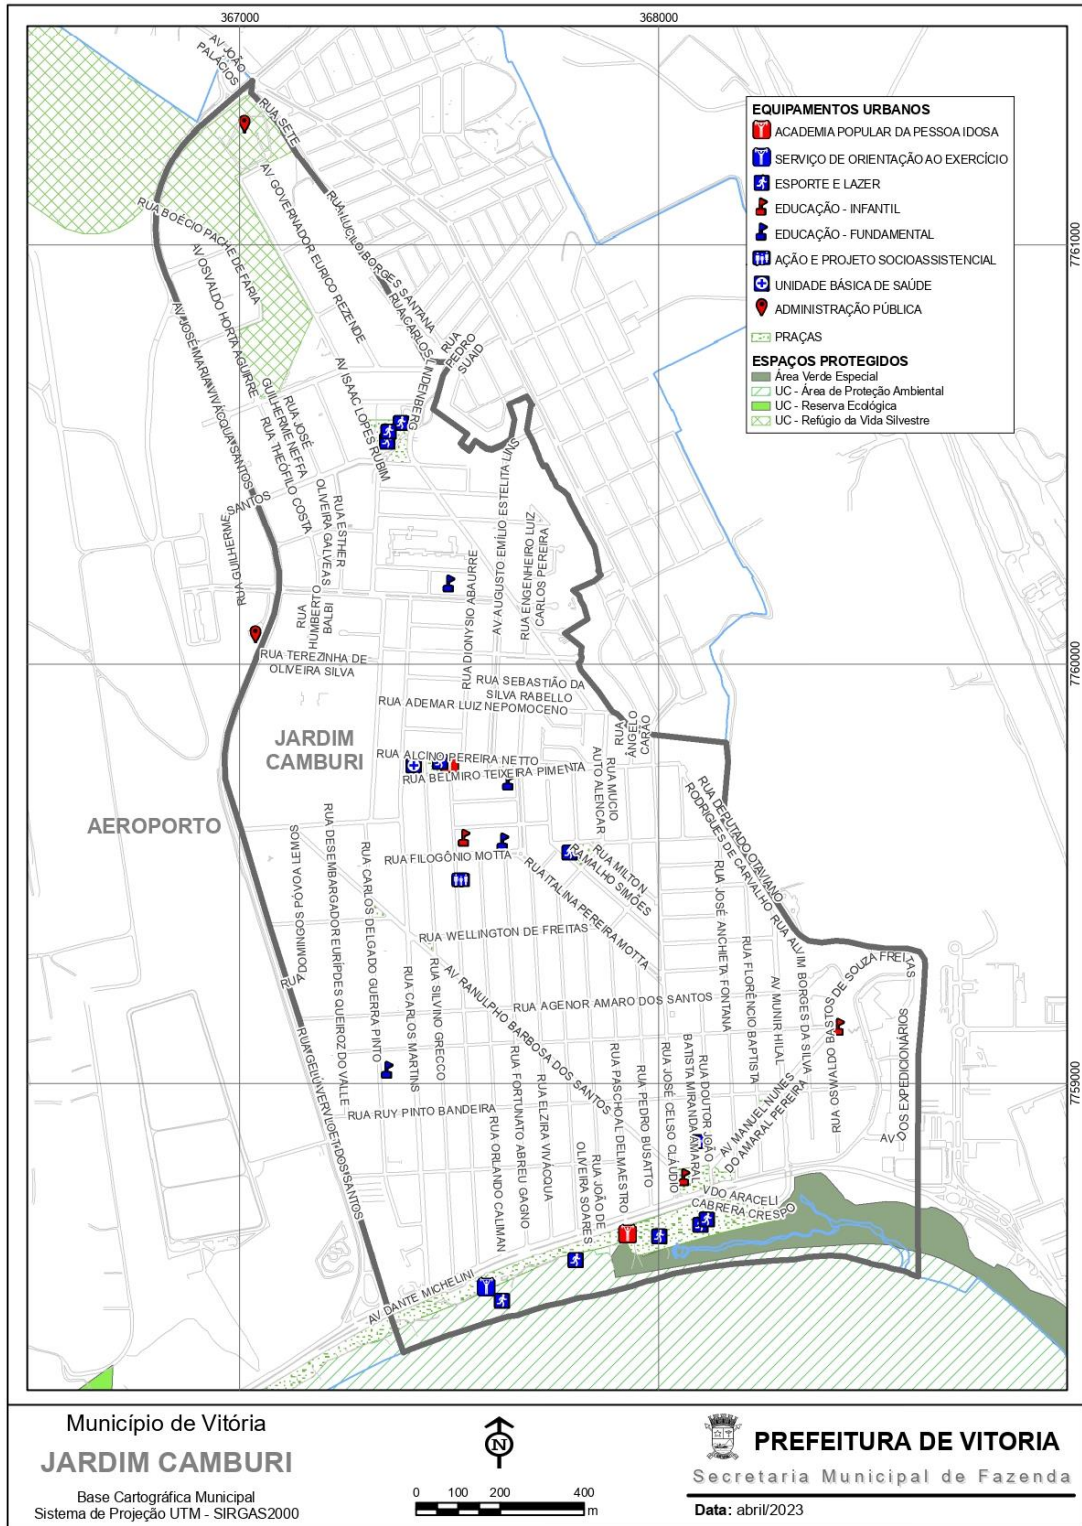 367000
368000
AV JOÃO
PALÁCIOS
RUA SETE
EQUIPAMENTOS URBANOS
ACADEMIA POPULAR DA PESSOA IDOSA
SERVIÇO DE ORIENTAÇÃO AO EXERCÍCIO
ESPORTE E LAZER
EDUCAÇÃO - INFANTIL
EDUCAÇÃO - FUNDAMENTAL
AÇÃO E PROJETO SOCIOASSISTENCIAL
UNIDADE BÁSICA DE SAÚDE
ADMINISTRAÇÃO PÚBLICA
PRAÇAS
ESPAÇOS PROTEGIDOS
Área Verde Especial
UC - Área de Proteção Ambiental
UC - Reserva Ecológica
UC - Refúgio da Vida Silvestre
7761000
AV GOVERNADOR EURICO REZENDE
RUA LUCILO BORGES SANTANA
RUA BOÉCIO PACHE DE FARIA
AV OSVALDO HORTA AGUIRRE
AV JOSÉ MARIA VIVÁCQUA SANTOS
RUA CARLOS LINDENBERG
RUA
PEDRO
SUAID
AV ISAAC LOPES RUBIM
RUA JOSÉ
GUILHERME NEFFA
RUA THEÓFILO COSTA
RUA GUILHERME
SANTOS
RUA ESTHER
OLIVEIRA GALVEAS
RUA
HUMBERTO
BALBI
RUA DIONYSIO ABAURRE
AV AUGUSTO EMÍLIO ESTELITA LINS
RUA ENGENHEIRO LUIZ
CARLOS PEREIRA
7760000
RUA TEREZINHA DE
OLIVEIRA SILVA
RUA SEBASTIÃO DA
SILVA RABELLO
RUA ADEMAR LUIZ NEPOMOCENO
RUA
ÂNGELO
CARÃO
JARDIM
CAMBURI
RUA ALCINO PEREIRA NETTO
RUA BELMIRO TEIXEIRA PIMENTA
AUTO ALENCAR
RUA MUCIO
AEROPORTO
RUA DEPUTADO OTAVIANO
RODRIGUES DE CARVALHO
RUA FILOGÔNIO MOTTA
RUA MILTON
RAMALHO SIMÕES
RUA ITALINA PEREIRA MOTTA
RUA
DOMINGOS PÓVOA LEMOS
RUA DESEMBARGADOR EURÍPDES QUEIROZ DO VALLE
RUA CARLOS DELGADO GUERRA PINTO
RUA WELLINGTON DE FREITAS
RUA CARLOS MARTINS
RUA SILVINO GRECCO
AV RANULPHO BARBOSA DOS SANTOS
RUA AGENOR AMARO DOS SANTOS
RUA JOSÉ ANCHIETA FONTANA
RUA FLORÊNCIO BAPTISTA
AV MUNIR HILAL
RUA ALVIM BORGES DA SILVA
RUA OSWALDO BASTOS DE SOUZA FREITAS
AV
DOS EXPEDICIONÁRIOS
7759000
RUA GELÚ VERVLOET DOS SANTOS
RUA RUY PINTO BANDEIRA
RUA ORLANDO CALIMAN
RUA FORTUNATO ABREU GAGNO
RUA ELZIRA VIVÁCQUA
RUA JOÃO DE
OLIVEIRA SOARES
RUA PASCHOAL DELMAESTRO
RUA PEDRO BUSATTO
RUA JOSÉ CELSO CLÁUDIO
RUA DOUTOR JOÃO
BATISTA MIRANDA AMARAL
AV MANUEL NUNES
DO AMARAL PEREIRA
VDO ARACELI
CABRERA CRESPO
AV DANTE MICHELINI
Município de Vitória
JARDIM CAMBURI
Base Cartográfica Municipal
Sistema de Projeção UTM - SIRGAS2000
N
0 100 200 400
m
PREFEITURA DE VITORIA
Secretaria Municipal de Fazenda
Data: abril/2023